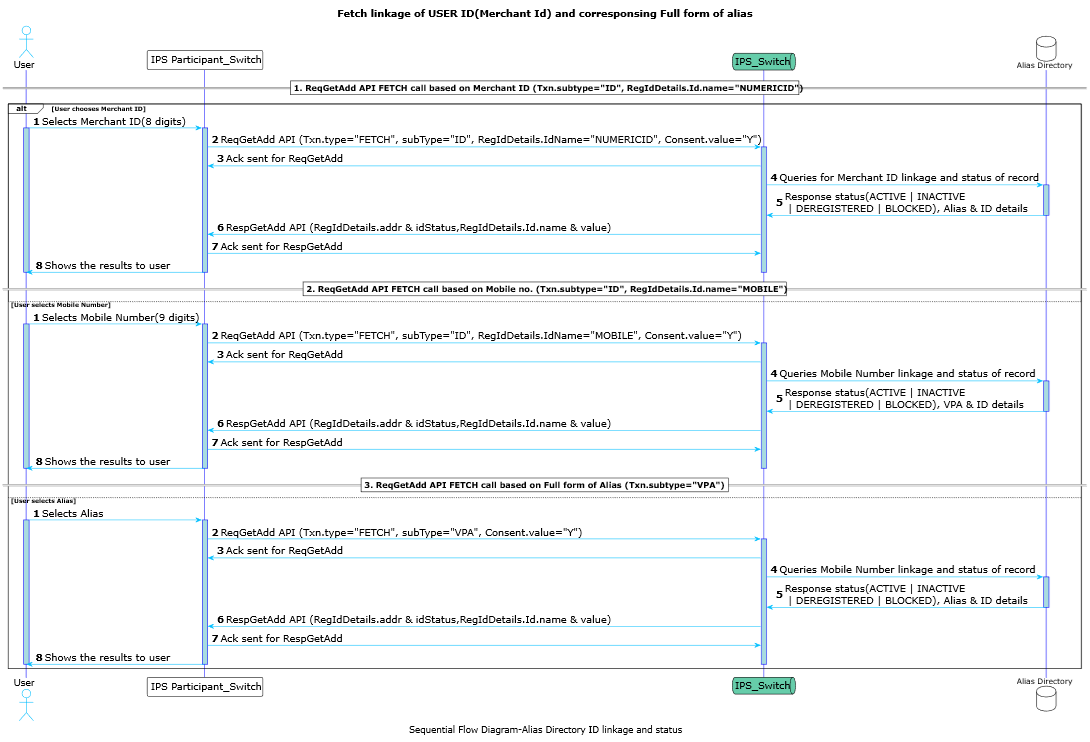 Fetch linkage of USER ID(Merchant Id) and corresponsing Full form of alias
User
IPS Participant_Switch
IPS_Switch
Alias Directory
1. ReqGetAdd API FETCH call based on Merchant ID (Txn.subtype="ID", RegIdDetails.Id.name="NUMERICID")
alt [User chooses Merchant ID]
1 Selects Merchant ID(8 digits)
2 ReqGetAdd API (Txn.type="FETCH", subType="ID", RegIdDetails.IdName="NUMERICID", Consent.value="Y")
3 Ack sent for ReqGetAdd
4 Queries for Merchant ID linkage and status of record
5 Response status(ACTIVE | INACTIVE
| DEREGISTERED | BLOCKED), Alias & ID details
6 RespGetAdd API (RegIdDetails.addr & idStatus,RegIdDetails.Id.name & value)
7 Ack sent for RespGetAdd
8 Shows the results to user
2. ReqGetAdd API FETCH call based on Mobile no. (Txn.subtype="ID", RegIdDetails.Id.name="MOBILE")
[User selects Mobile Number]
1 Selects Mobile Number(9 digits)
2 ReqGetAdd API (Txn.type="FETCH", subType="ID", RegIdDetails.IdName="MOBILE", Consent.value="Y")
3 Ack sent for ReqGetAdd
4 Queries Mobile Number linkage and status of record
5 Response status(ACTIVE | INACTIVE
| DEREGISTERED | BLOCKED), VPA & ID details
6 RespGetAdd API (RegIdDetails.addr & idStatus,RegIdDetails.Id.name & value)
7 Ack sent for RespGetAdd
8 Shows the results to user
3. ReqGetAdd API FETCH call based on Full form of Alias (Txn.subtype="VPA")
[User selects Alias]
1 Selects Alias
2 ReqGetAdd API (Txn.type="FETCH", subType="VPA", Consent.value="Y")
3 Ack sent for ReqGetAdd
4 Queries Mobile Number linkage and status of record
5 Response status(ACTIVE | INACTIVE
| DEREGISTERED | BLOCKED), Alias & ID details
6 RespGetAdd API (RegIdDetails.addr & idStatus,RegIdDetails.Id.name & value)
7 Ack sent for RespGetAdd
8 Shows the results to user
User
IPS Participant_Switch
IPS_Switch
Alias Directory
Sequential Flow Diagram-Alias Directory ID linkage and status